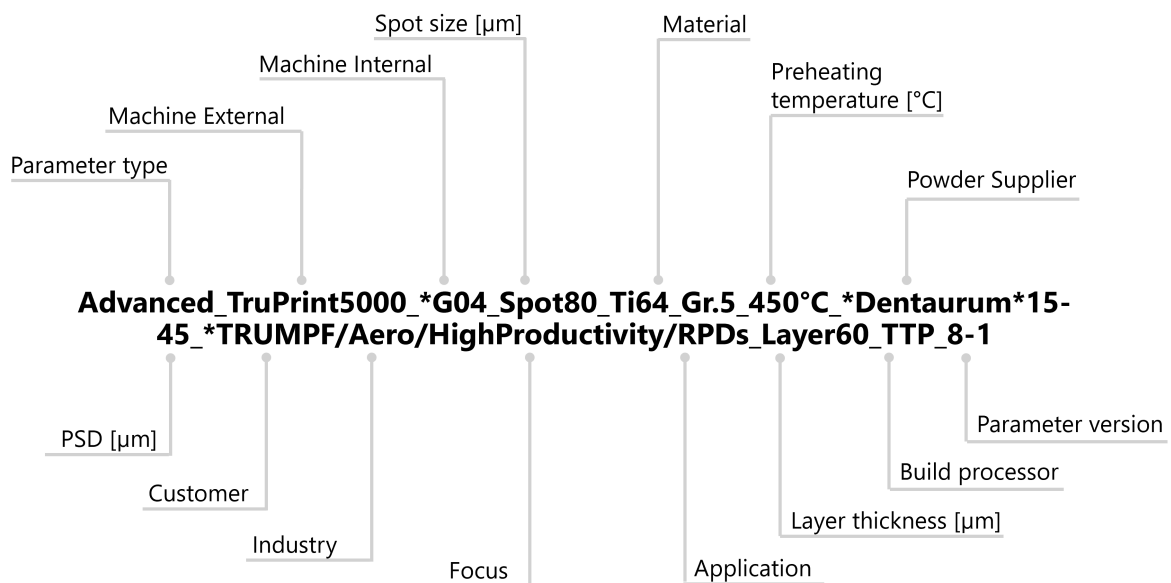 Spot size [µm]
Material
Machine Internal
Preheating
temperature [°C]
Machine External
Parameter type
Powder Supplier
Advanced_TruPrint5000_*G04_Spot80_Ti64_Gr.5_450°C_*Dentaurum*15-
45_*TRUMPF/Aero/HighProductivity/RPDs_Layer60_TTP_8-1
Parameter version
PSD [µm]
Build processor
Customer
Layer thickness [µm]
Industry
Focus
Application